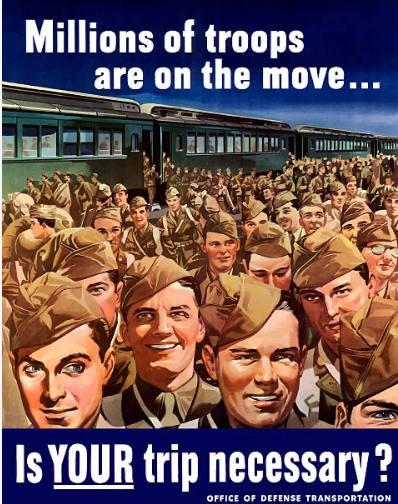 Millions of troops
are on the move...
Is YOUR trip necessary?
OFFICE OF DEFENSE TRANSPORTATION